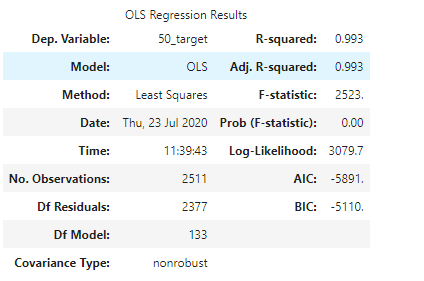 OLS Regression Results
Dep. Variable: 50_target R-squared: 0.993
Model: OLS Adj. R-squared: 0.993
Method: Least Squares F-statistic: 2523.
Date: Thu, 23 Jul 2020 Prob (F-statistic): 0.00
Time: 11:39:43 Log-Likelihood: 3079.7
No. Observations: 2511 AIC: -5891.
Df Residuals: 2377 BIC: -5110.
Df Model: 133
Covariance Type: nonrobust